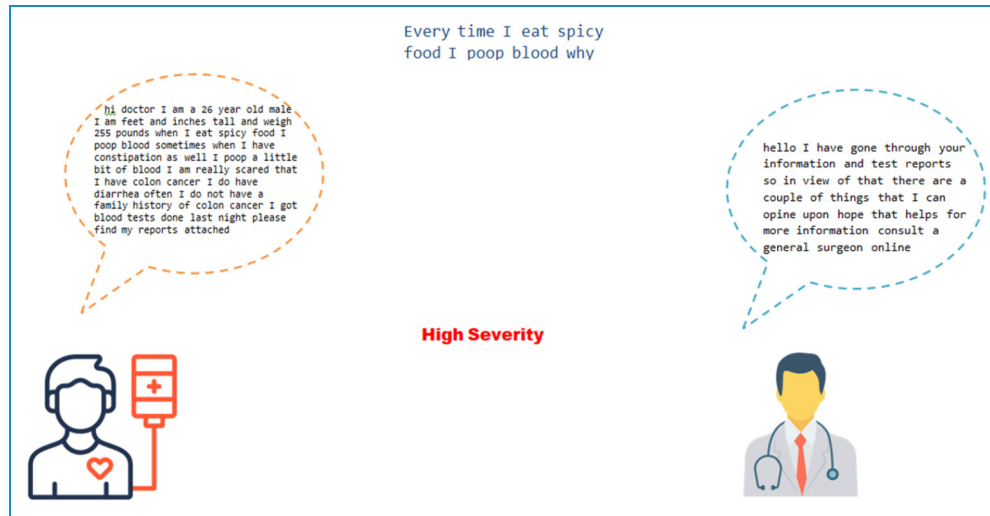 Every time I eat spicy
food I poop blood why
hi doctor I am a 26 year old male
I am feet and inches tall and weigh
255 pounds when I eat spicy food I
poop blood sometimes when I have
constipation as well I poop a little
bit of blood I am really scared that
I have colon cancer I do have
diarrhea often I do not have a
family history of colon cancer I got
blood tests done last night please
find my reports attached
hello I have gone through your
information and test reports
so in view of that there are a
couple of things that I can
opine upon hope that helps for
more information consult a
general surgeon online
High Severity